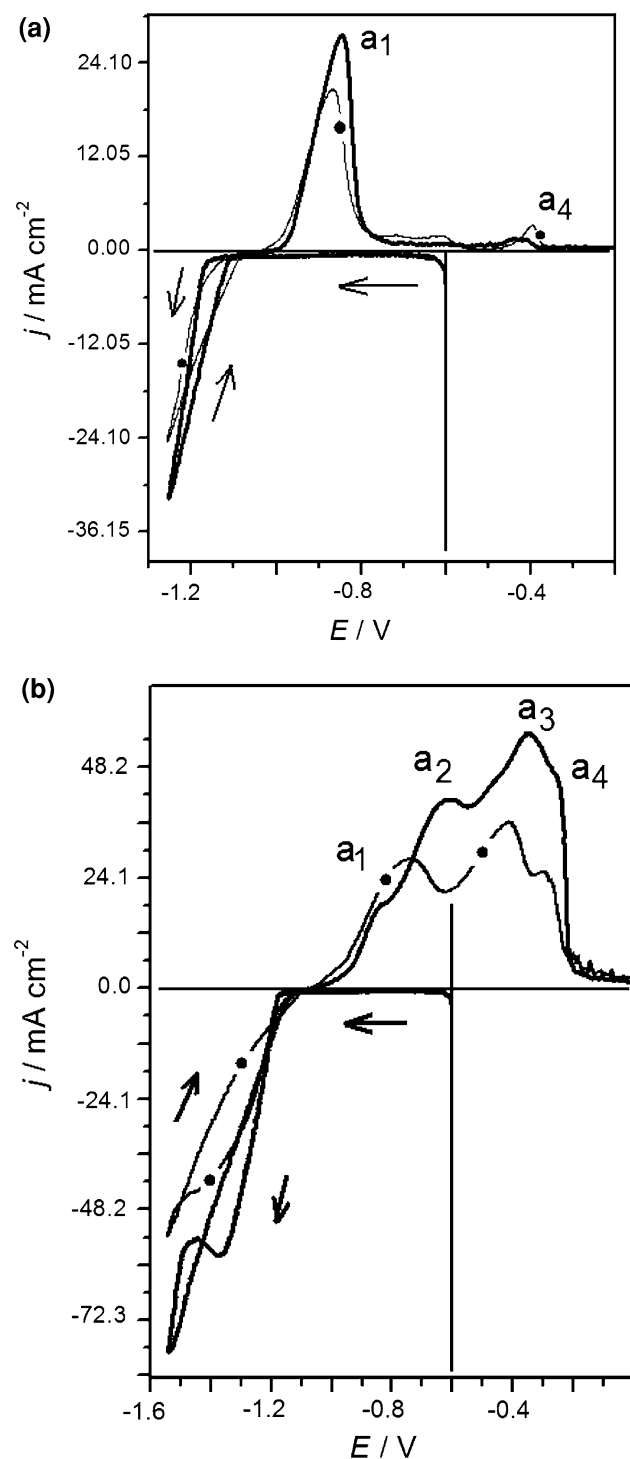 (a)
a1
a4
24.10
12.05
0.00
-12.05
-24.10
-36.15
j / mA cm-2
-1.2
-0.8
-0.4
E / V
(b)
a3
a2
a4
a1
48.2
24.1
0.0
-24.1
-48.2
-72.3
j / mA cm-2
-1.6
-1.2
-0.8
-0.4
E / V